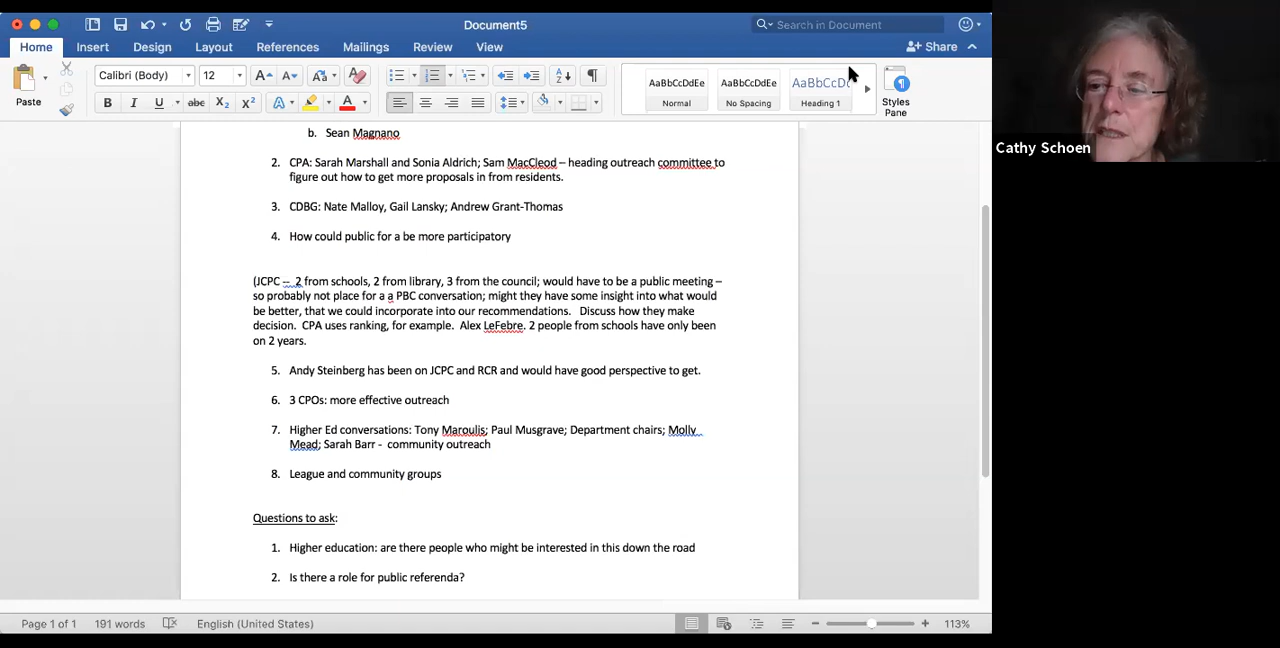 Document5
Search in Document
Home Insert Design Layout References Mailings Review View
Share
Paste
Calibri (Body) 12
AaBbCcDdEe AaBbCcDdEe AaBbCcDc
Normal No Spacing Heading 1
Styles Pane
Cathy Schoen
b. Sean Magnano
2. CPA: Sarah Marshall and Sonia Aldrich; Sam MacCleod – heading outreach committee to
figure out how to get more proposals in from residents.
3. CDBG: Nate Malloy, Gail Lansky; Andrew Grant-Thomas
4. How could public for a be more participatory
(JCPC -- 2 from schools, 2 from library, 3 from the council; would have to be a public meeting –
so probably not place for a a PBC conversation; might they have some insight into what would
be better, that we could incorporate into our recommendations. Discuss how they make
decision. CPA uses ranking, for example. Alex LeFebre. 2 people from schools have only been
on 2 years.
5. Andy Steinberg has been on JCPC and RCR and would have good perspective to get.
6. 3 CPOs: more effective outreach
7. Higher Ed conversations: Tony Maroulis; Paul Musgrave; Department chairs; Molly
Mead; Sarah Barr - community outreach
8. League and community groups
Questions to ask:
1. Higher education: are there people who might be interested in this down the road
2. Is there a role for public referenda?
Page 1 of 1 191 words English (United States) 113%